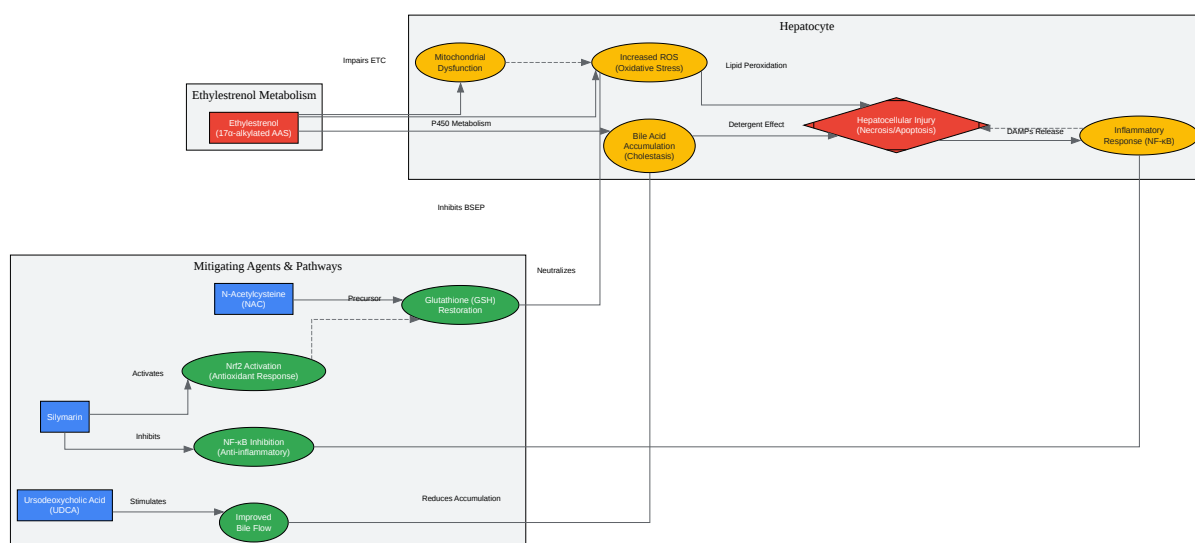 Hepatocyte
Impairs ETC
Mitochondrial
Dysfunction
Increased ROS
(Oxidative Stress)
Lipid Peroxidation
Ethylestrenol Metabolism
Ethylestrenol
(17α-alkylated AAS)
P450 Metabolism
Bile Acid
Accumulation
(Cholestasis)
Detergent Effect
Hepatocellular Injury
(Necrosis/Apoptosis)
DAMPs Release
Inflammatory
Response (NF-κB)
Inhibits BSEP
Mitigating Agents & Pathways
Neutralizes
N-Acetylcysteine
(NAC)
Precursor
Glutathione (GSH)
Restoration
Activates
Nrf2 Activation
(Antioxidant Response)
Silymarin
Inhibits
NF-κB Inhibition
(Anti-inflammatory)
Ursodeoxycholic Acid
(UDCA)
Stimulates
Improved
Bile Flow
Reduces Accumulation